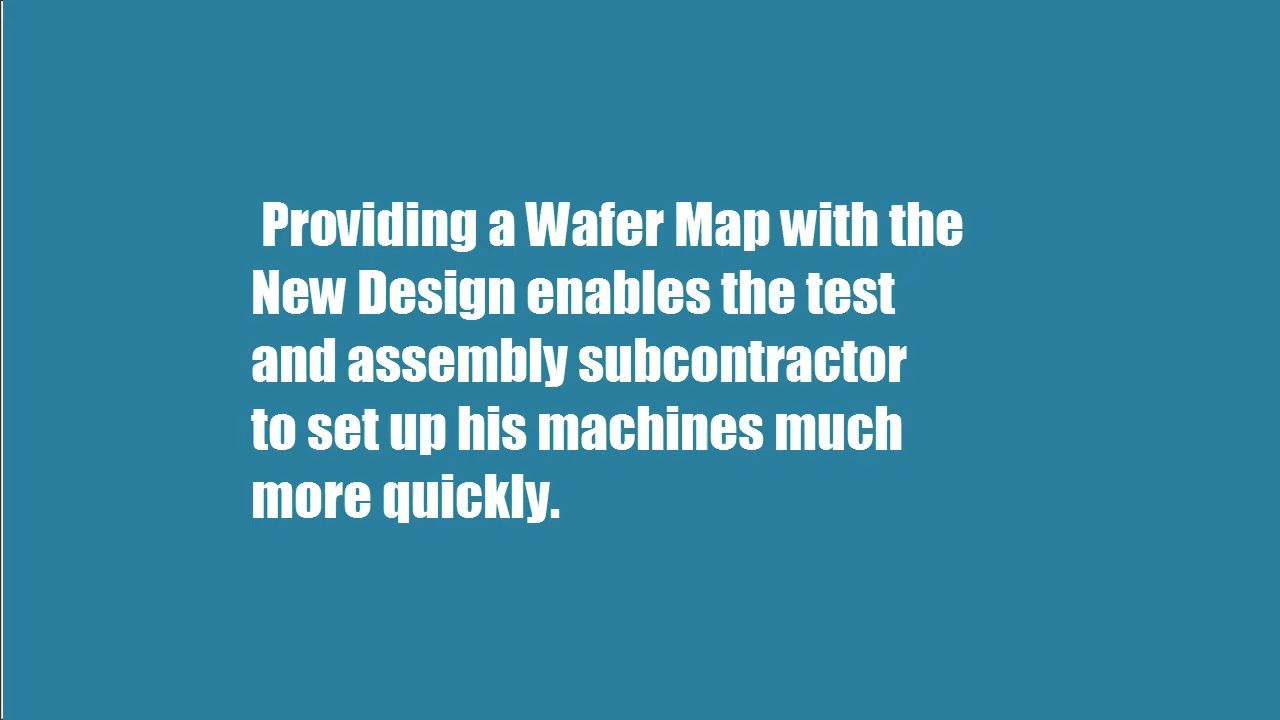 Providing a Wafer Map with the
New Design enables the test
and assembly subcontractor
to set up his machines much
more quickly.